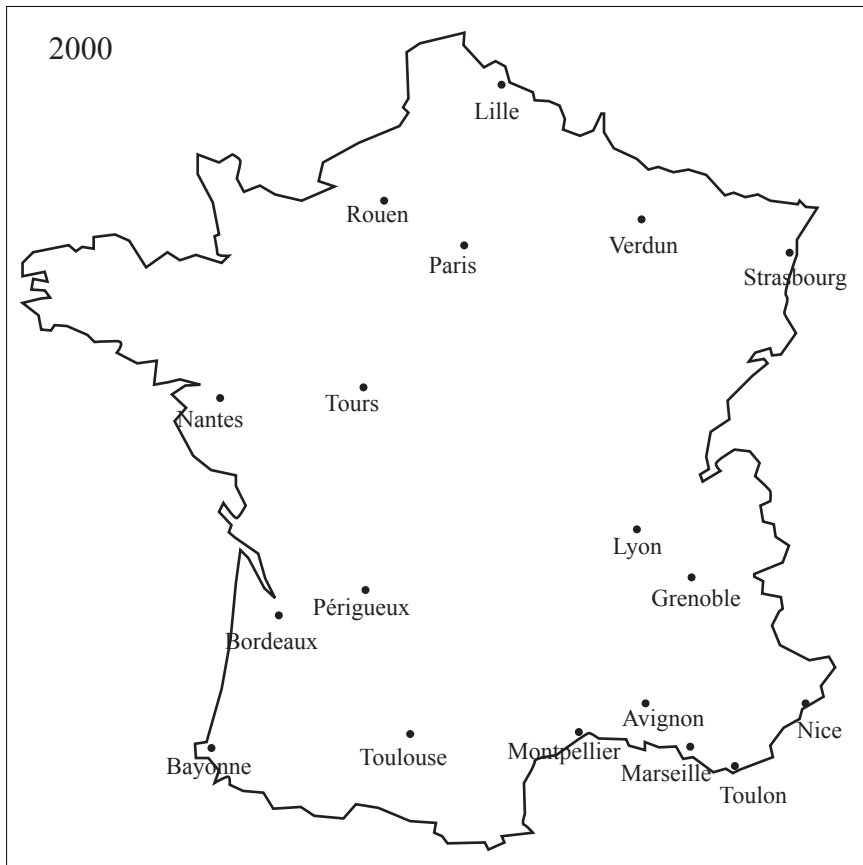 2000
Lille
Rouen
Verdun
Paris
Strasbourg
Tours
Nantes
Lyon
Grenoble
Périgueux
Bordeaux
Avignon
Nice
Montpellier
Toulouse
Marseille
Bayonne
Toulon